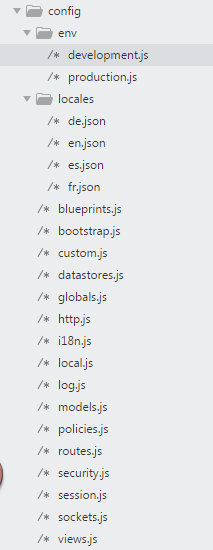 config
env
/* development.js
/* production.js
locales
/* de.json
/* en.json
/* es.json
/* fr.json
/* blueprints.js
/* bootstrap.js
/* custom.js
/* datastores.js
/* globals.js
/* http.js
/* i18n.js
/* local.js
/* log.js
/* models.js
/* policies.js
/* routes.js
/* security.js
/* session.js
/* sockets.js
/* views.js